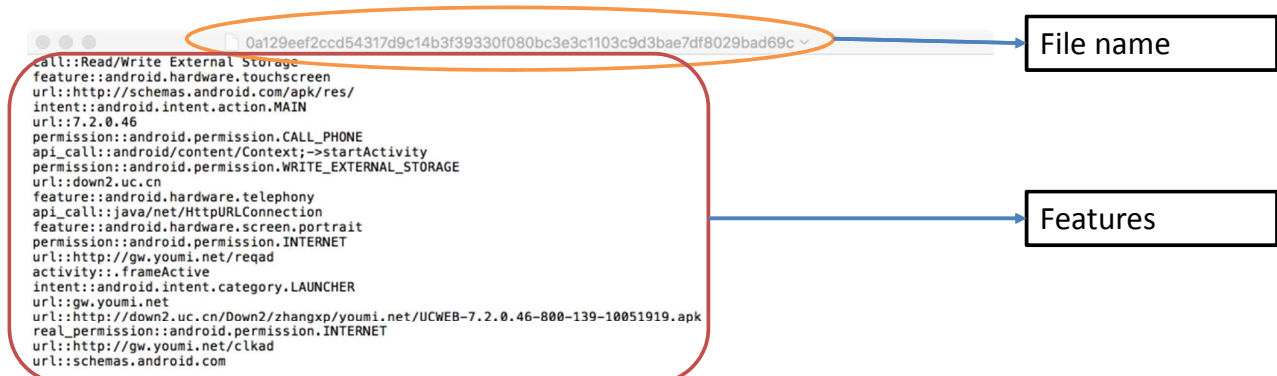 0a129eef2ccd54317d9c14b3f39330f080bc3e3c1103c9d3bae7df8029bad69c
File name
call::Read/Write External Storage
feature::android.hardware.touchscreen
url::http://schemas.android.com/apk/res/
intent::android.intent.action.MAIN
url::7.2.0.46
permission::android.permission.CALL_PHONE
api_call::android/content/Context;->startActivity
permission::android.permission.WRITE_EXTERNAL_STORAGE
url::down2.uc.cn
feature::android.hardware.telephony
api_call::java/net/HttpURLConnection
feature::android.hardware.screen.portrait
permission::android.permission.INTERNET
url::http://gw.youmi.net/reqad
activity::.frameActive
intent::android.intent.category.LAUNCHER
url::gw.youmi.net
url::http://down2.uc.cn/Down2/zhangxp/youmi.net/UCWEB-7.2.0.46-800-139-10051919.apk
real_permission::android.permission.INTERNET
url::http://gw.youmi.net/clkad
url::schemas.android.com
Features